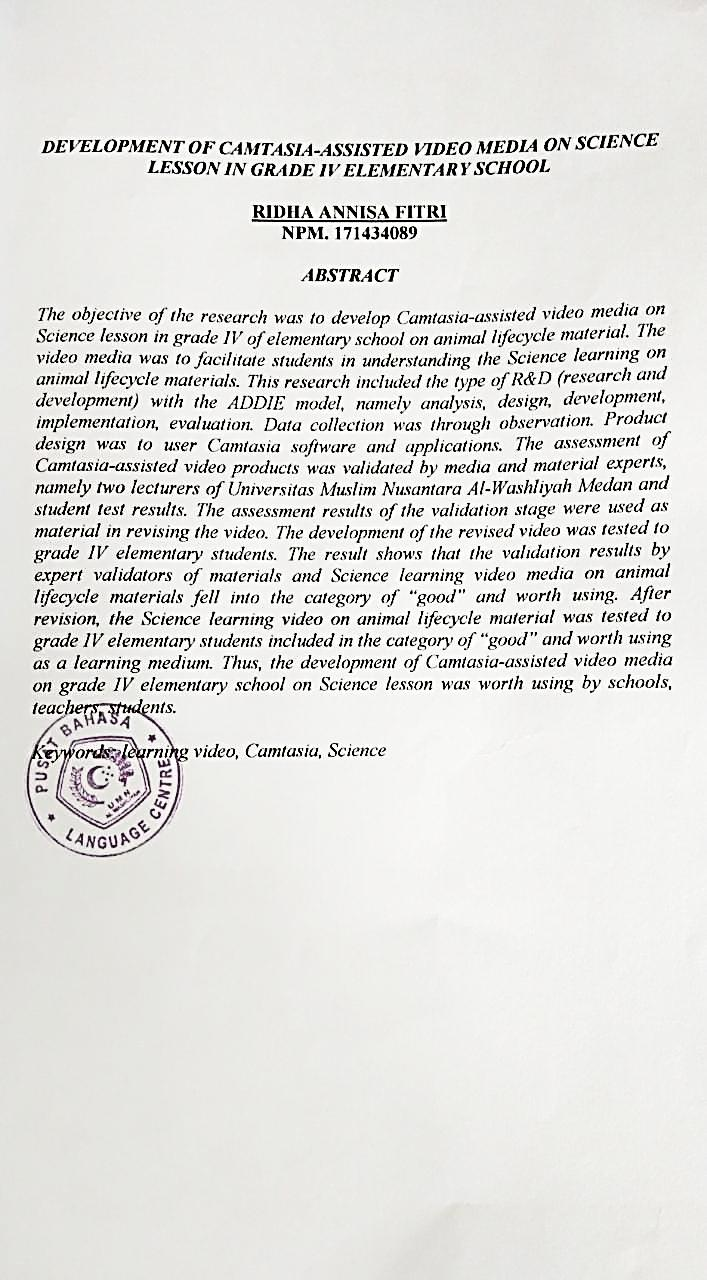 DEVELOPMENT OF CAMTASIA-ASSISTED VIDEO MEDIA ON SCIENCE
LESSON IN GRADE IV ELEMENTARY SCHOOL
RIDHA ANNISA FITRI
NPM. 171434089
ABSTRACT
The objective of the research was to develop Camtasia-assisted video media on
Science lesson in grade IV of elementary school on animal lifecycle material. The
video media was to facilitate students in understanding the Science learning on
animal lifecycle materials. This research included the type of R&D (research and
development) with the ADDIE model, namely analysis, design, development,
implementation, evaluation. Data collection was through observation. Product
design was to user Camtasia software and applications. The assessment of
Camtasia-assisted video products was validated by media and material experts,
namely two lecturers of Universitas Muslim Nusantara Al-Washliyah Medan and
student test results. The assessment results of the validation stage were used as
material in revising the video. The development of the revised video was tested to
grade IV elementary students. The result shows that the validation results by
expert validators of materials and Science learning video media on animal
lifecycle materials fell into the category of "good" and worth using. After
revision, the Science learning video on animal lifecycle material was tested to
grade IV elementary students included in the category of "good" and worth using
as a learning medium. Thus, the development of Camtasia-assisted video media
on grade IV elementary school on Science lesson was worth using by schools,
teachers, students.
Keywords: learning video, Camtasia, Science
PUSAT BAHASA
UMN
LANGUAGE CENTRE